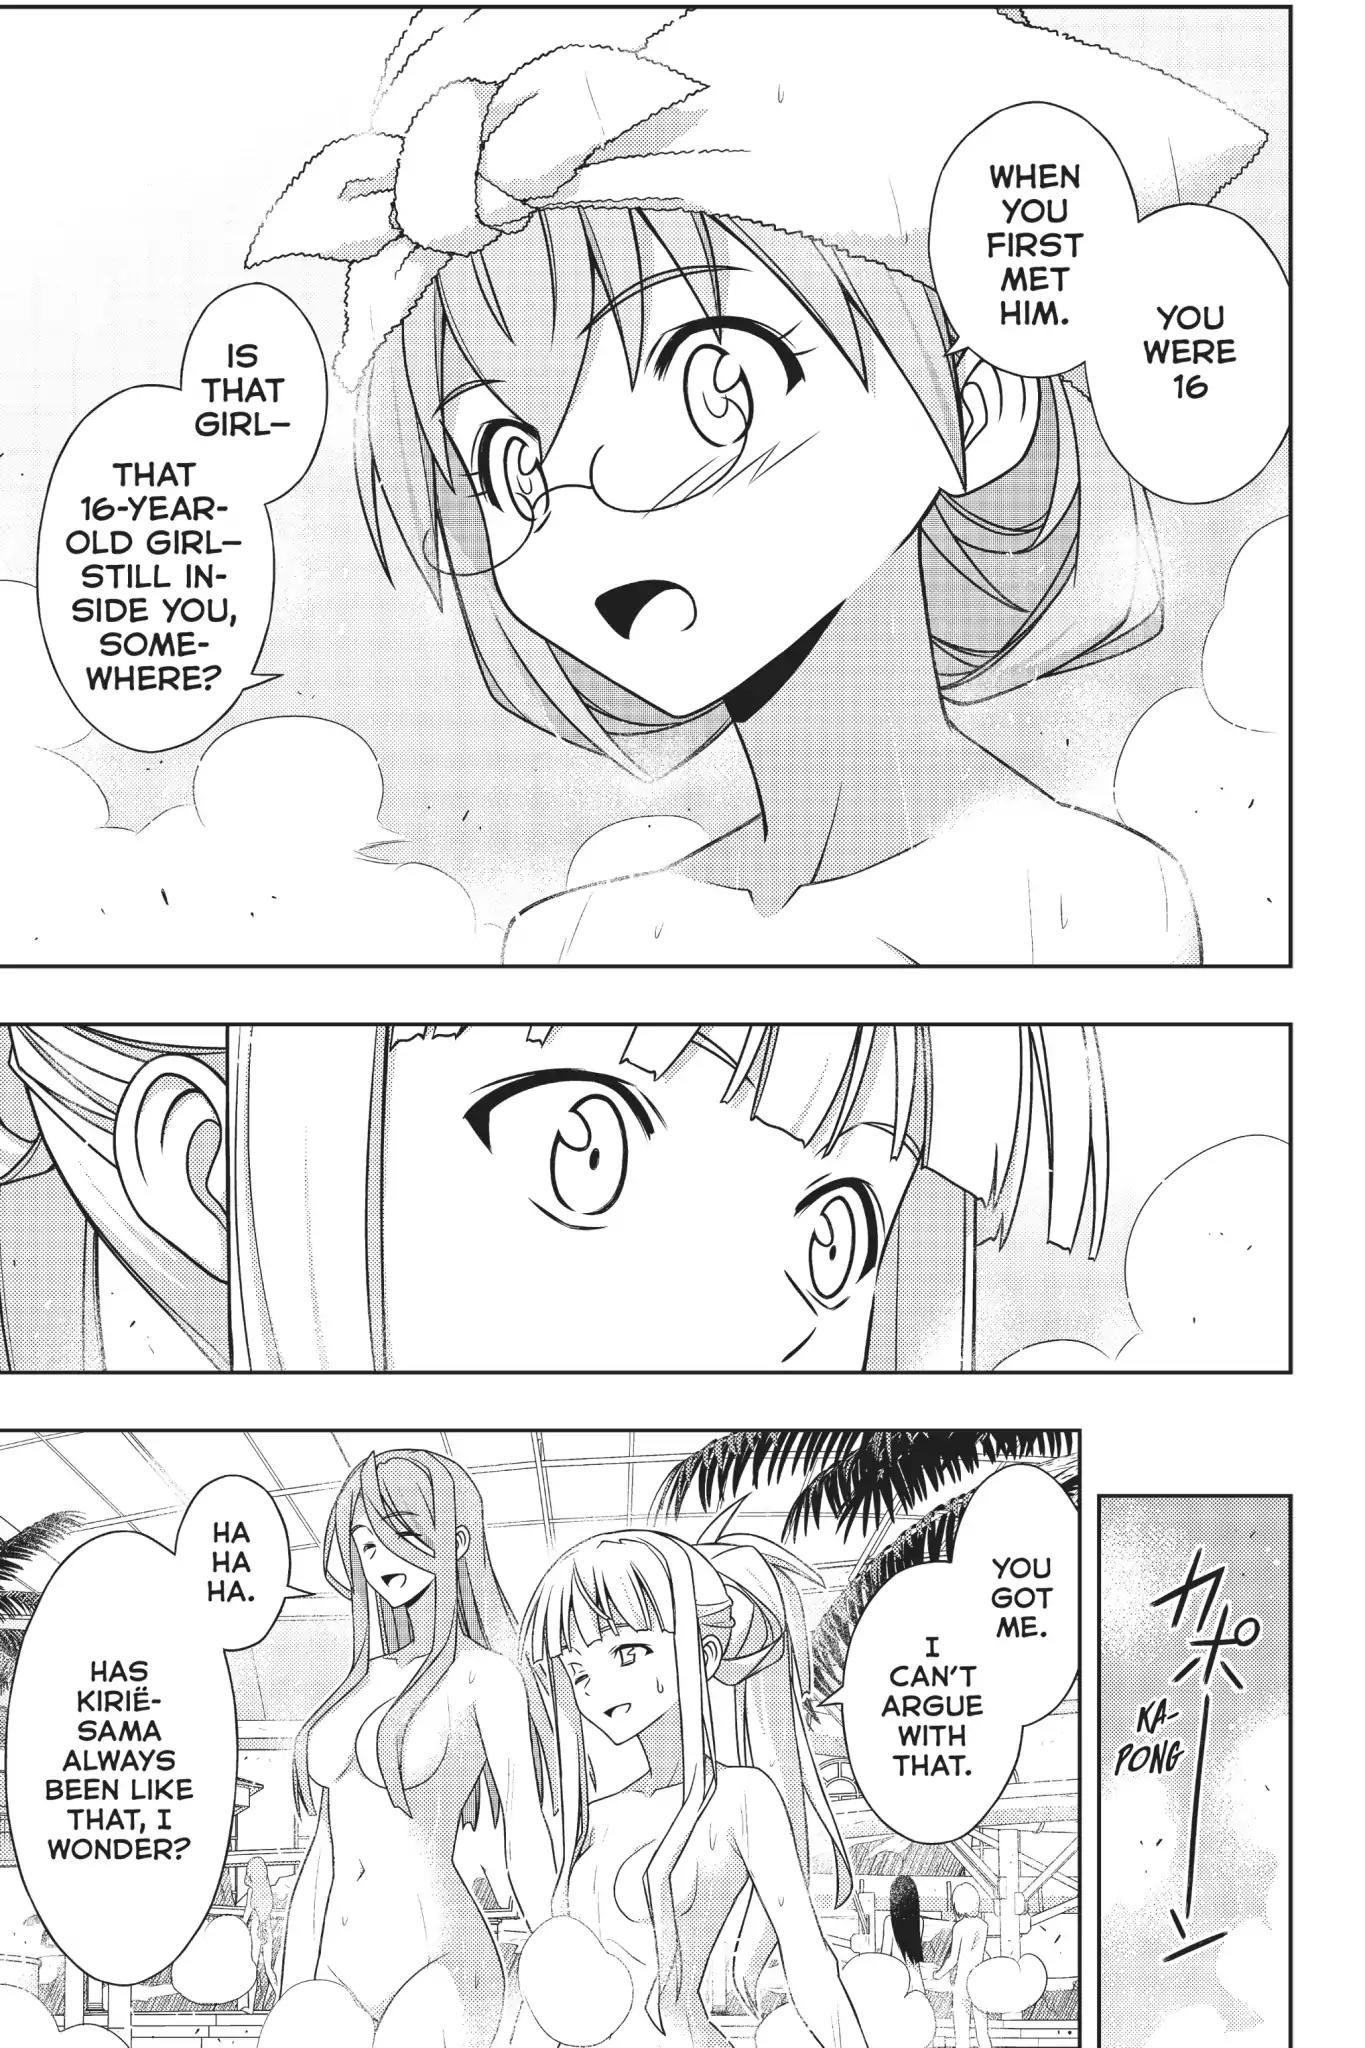 YOU
WERE
16
WHEN
YOU
FIRST
MET
HIM.
IS
THAT
GIRL—
THAT
16-YEAR-
OLD GIRL—
STILL IN-
SIDE YOU,
SOME-
WHERE?
カポーン
KA-
PONG
YOU
GOT
ME.
I
CAN'T
ARGUE
WITH
THAT.
HA
HA
HA.
HAS
KIRIË-
SAMA
ALWAYS
BEEN LIKE
THAT, I
WONDER?